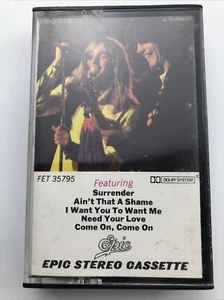 FET 35795
DOLBY SYSTEM
Featuring
Surrender
Ain't That A Shame
I Want You To Want Me
Need Your Love
Come On, Come On
Epic
EPIC STEREO CASSETTE